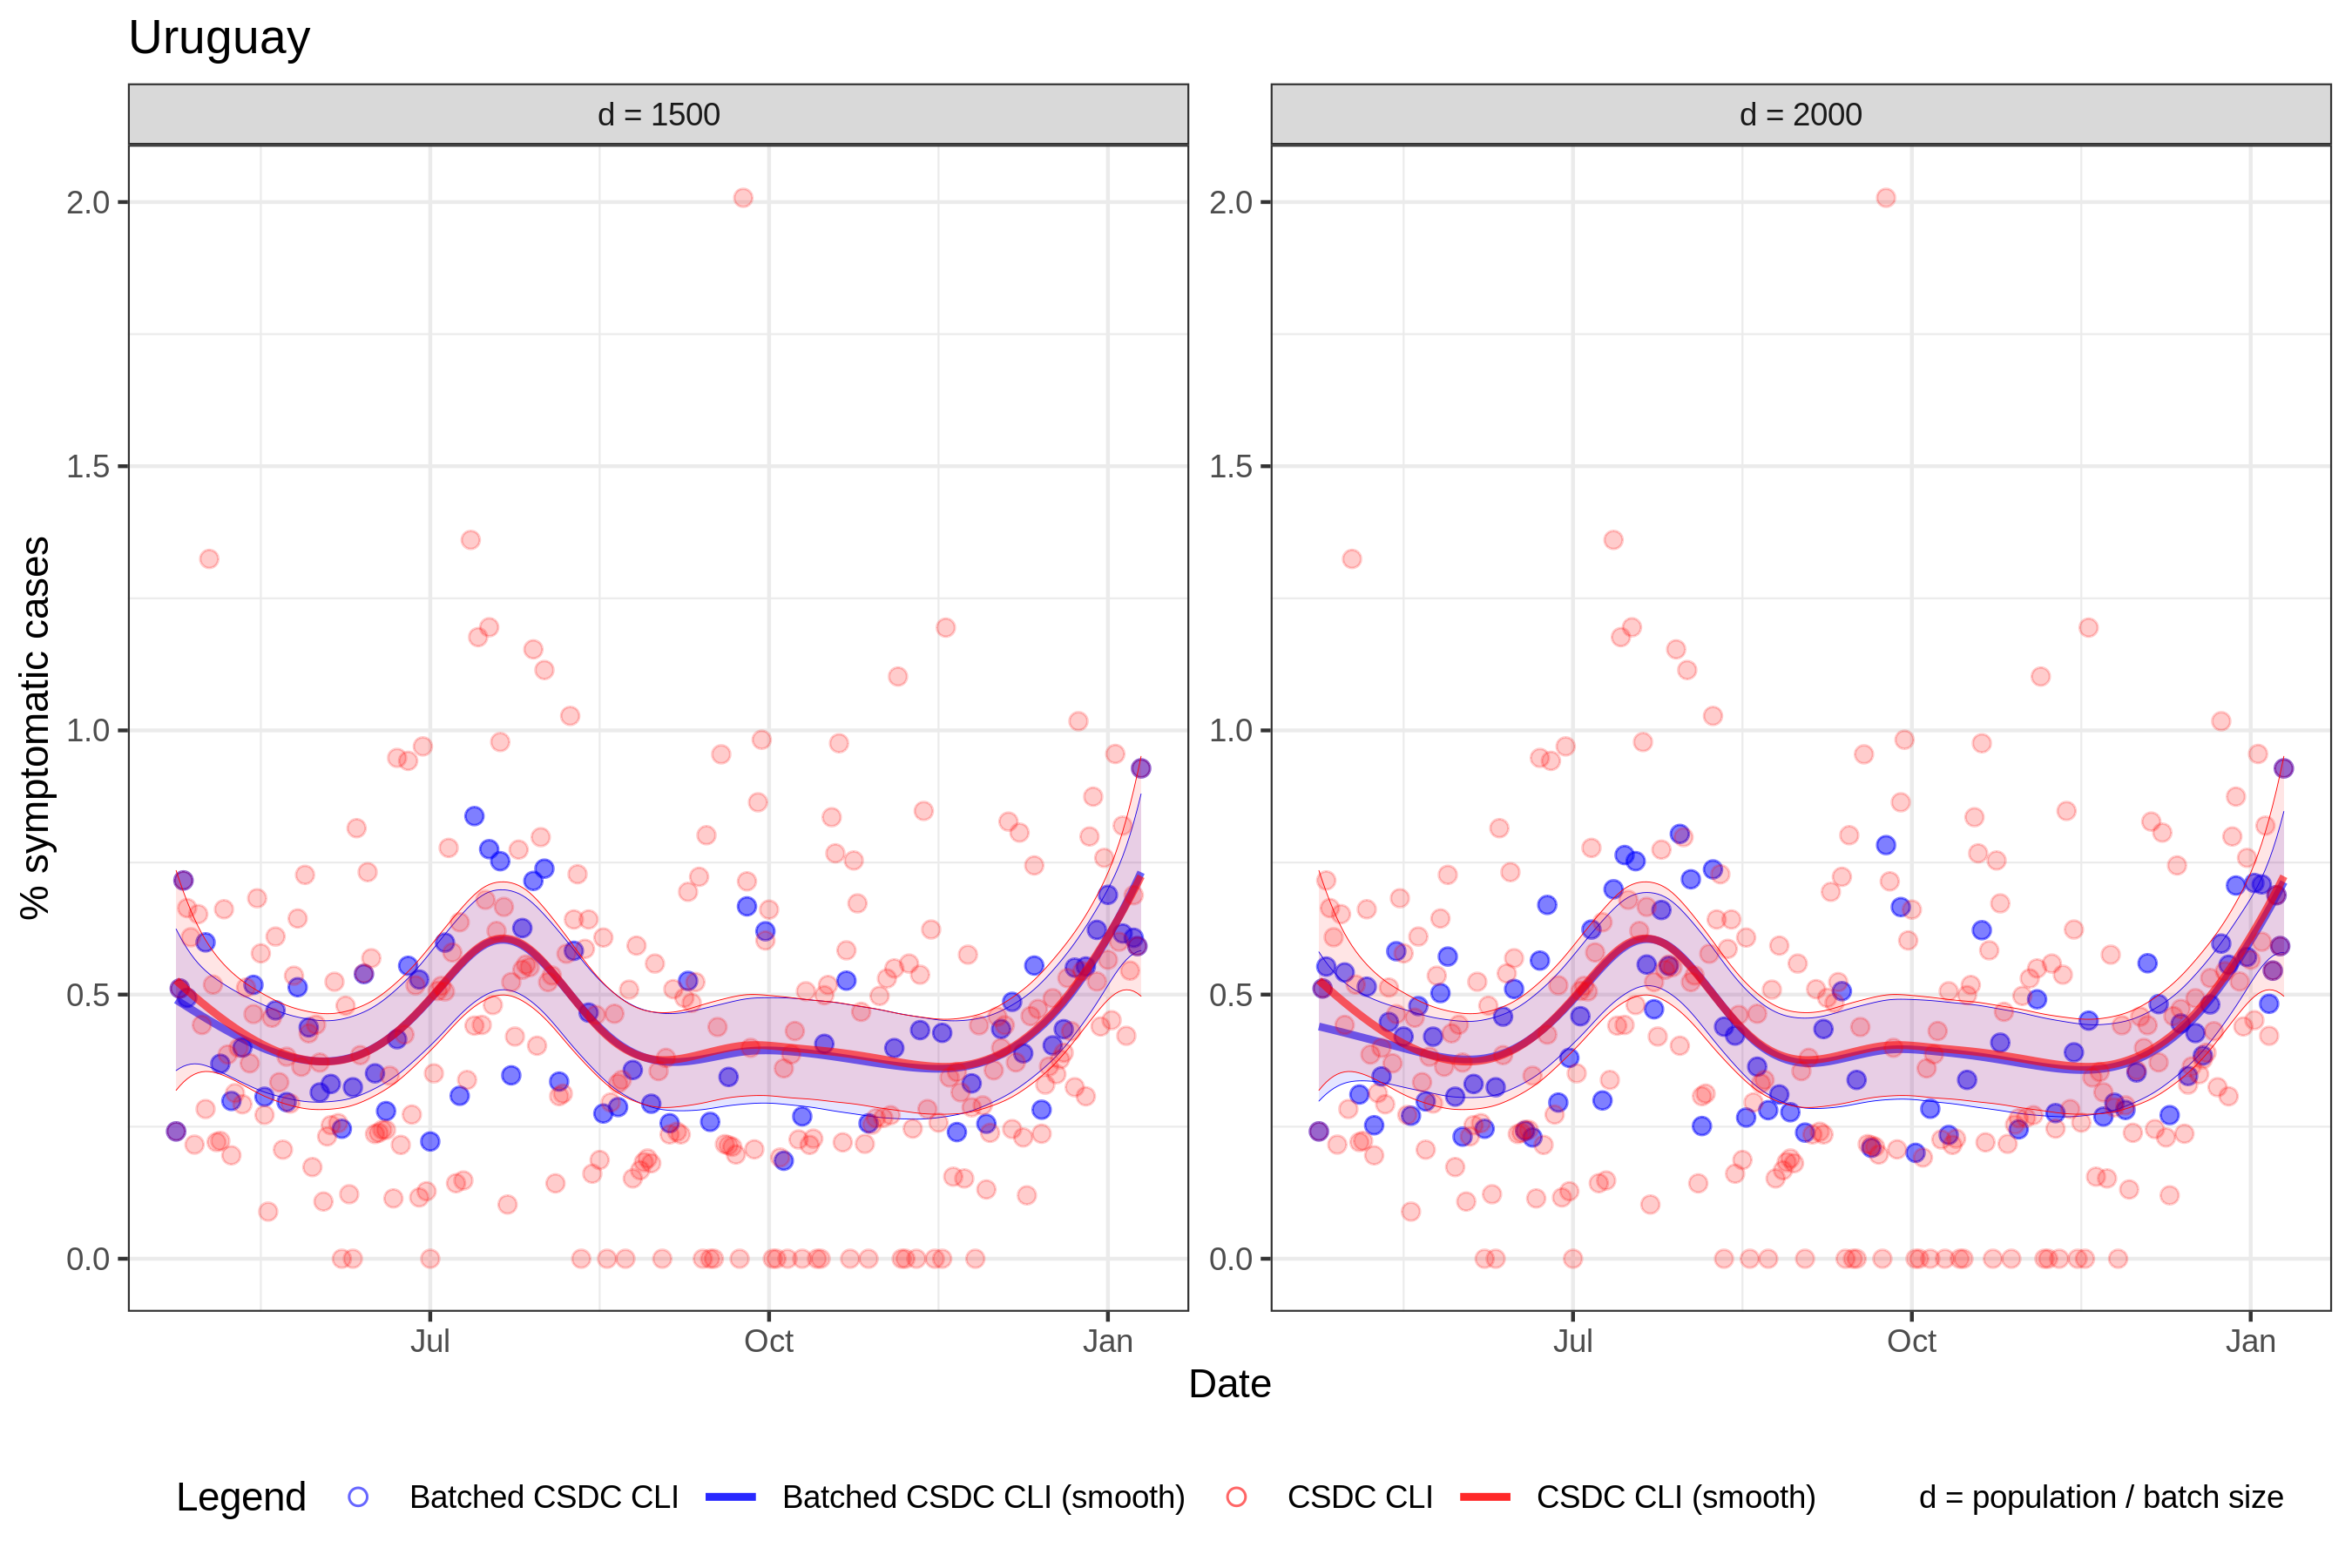 Uruguay
d = 1500
d = 2000
% symptomatic cases
2.0
1.5
1.0
0.5
0.0
2.0
1.5
1.0
0.5
0.0
Jul
Oct
Jan
Jul
Oct
Jan
Date
Legend
Batched CSDC CLI
Batched CSDC CLI (smooth)
CSDC CLI
CSDC CLI (smooth)
d = population / batch size